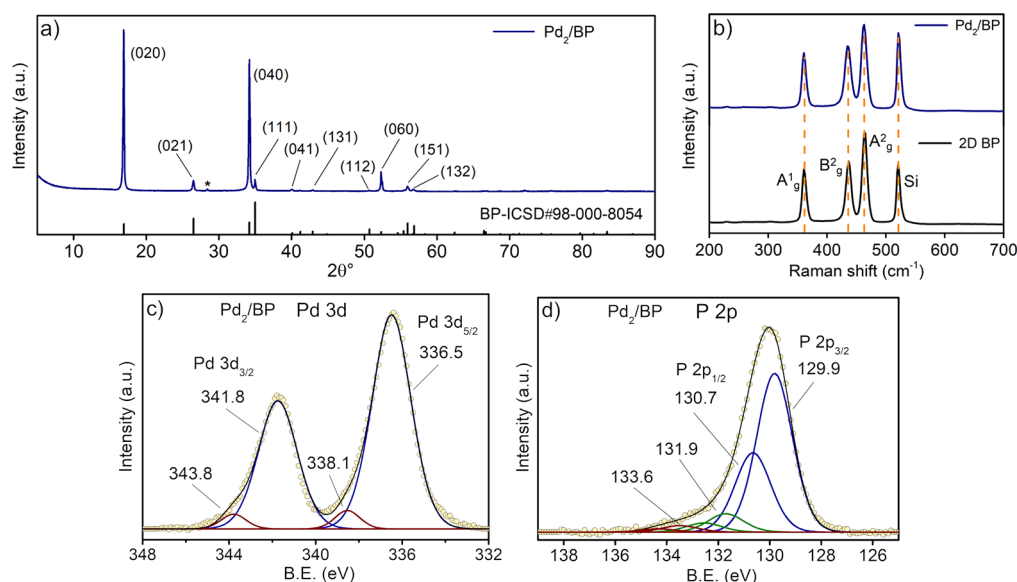 a)
Pd₂/BP
(020)
(040)
(021)
*
(111)
(041)
(131)
(112)
(060)
(151)
(132)
BP-ICSD#98-000-8054
Intensity (a.u.)
10 20 30 40 50 60 70 80 90
2θ°
b)
Pd₂/BP
2D BP
A¹g
B²g
A²g
Si
Intensity (a.u.)
200 300 400 500 600 700
Raman shift (cm⁻¹)
c)
Pd₂/BP
Pd 3d
Pd 3d₅/₂
336.5
Pd 3d₃/₂
341.8
343.8
338.1
Intensity (a.u.)
348 344 340 336 332
B.E. (eV)
d)
Pd₂/BP
P 2p
P 2p₃/₂
129.9
P 2p₁/₂
130.7
131.9
133.6
Intensity (a.u.)
138 136 134 132 130 128 126
B.E. (eV)